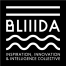 BLIIIDA
INSPIRATION, INNOVATION
& INTELLIGENCE COLLECTIVE